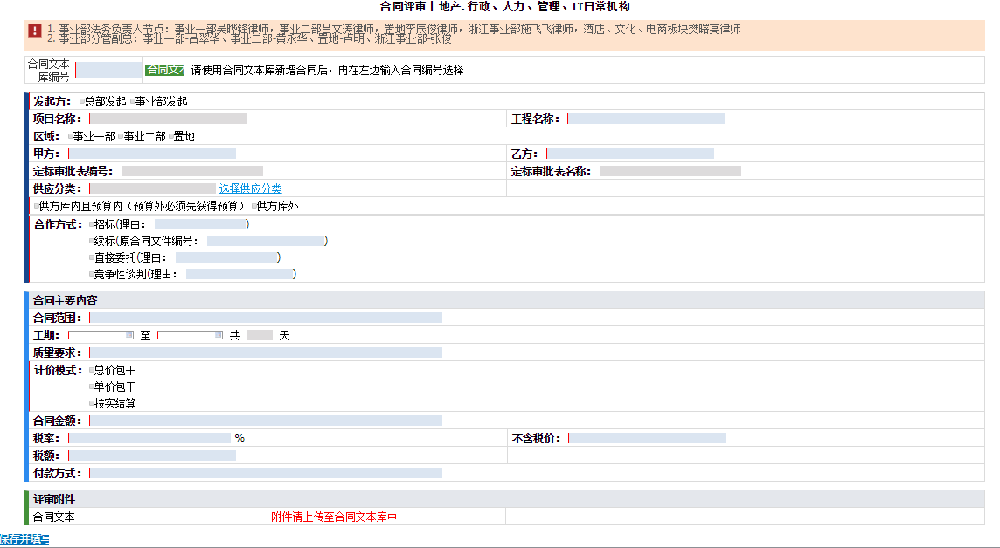 合同评审丨地产.行政、人力、管理、IT日常机构
1. 事业部法务负责人节点：事业一部吴晔锋律师，事业二部吕文涛律师，置地李辰俊律师，浙江事业部施飞飞律师，酒店、文化、电商板块樊曙亮律师
2. 事业部分管副总：事业一部-吕翠华、事业二部-黄永华、置地-卢明、浙江事业部-张俊
合同文本库编号 合同文本 请使用合同文本库新增合同后，再在左边输入合同编号选择
发起方： 总部发起 事业部发起
项目名称： 工程名称：
区域： 事业一部 事业二部 置地
甲方： 乙方：
定标审批表编号： 定标审批表名称：
供应分类： 选择供应分类
供方库内且预算内（预算外必须先获得预算） 供方库外
合作方式： 招标(理由： )
续标(原合同文件编号： )
直接委托(理由： )
竞争性谈判(理由： )
合同主要内容
合同范围：
工期： 至 共 天
质量要求：
计价模式： 总价包干
单价包干
按实结算
合同金额：
税率： % 不含税价：
税额：
付款方式：
评审附件
合同文本 附件请上传至合同文本库中
保存并填写